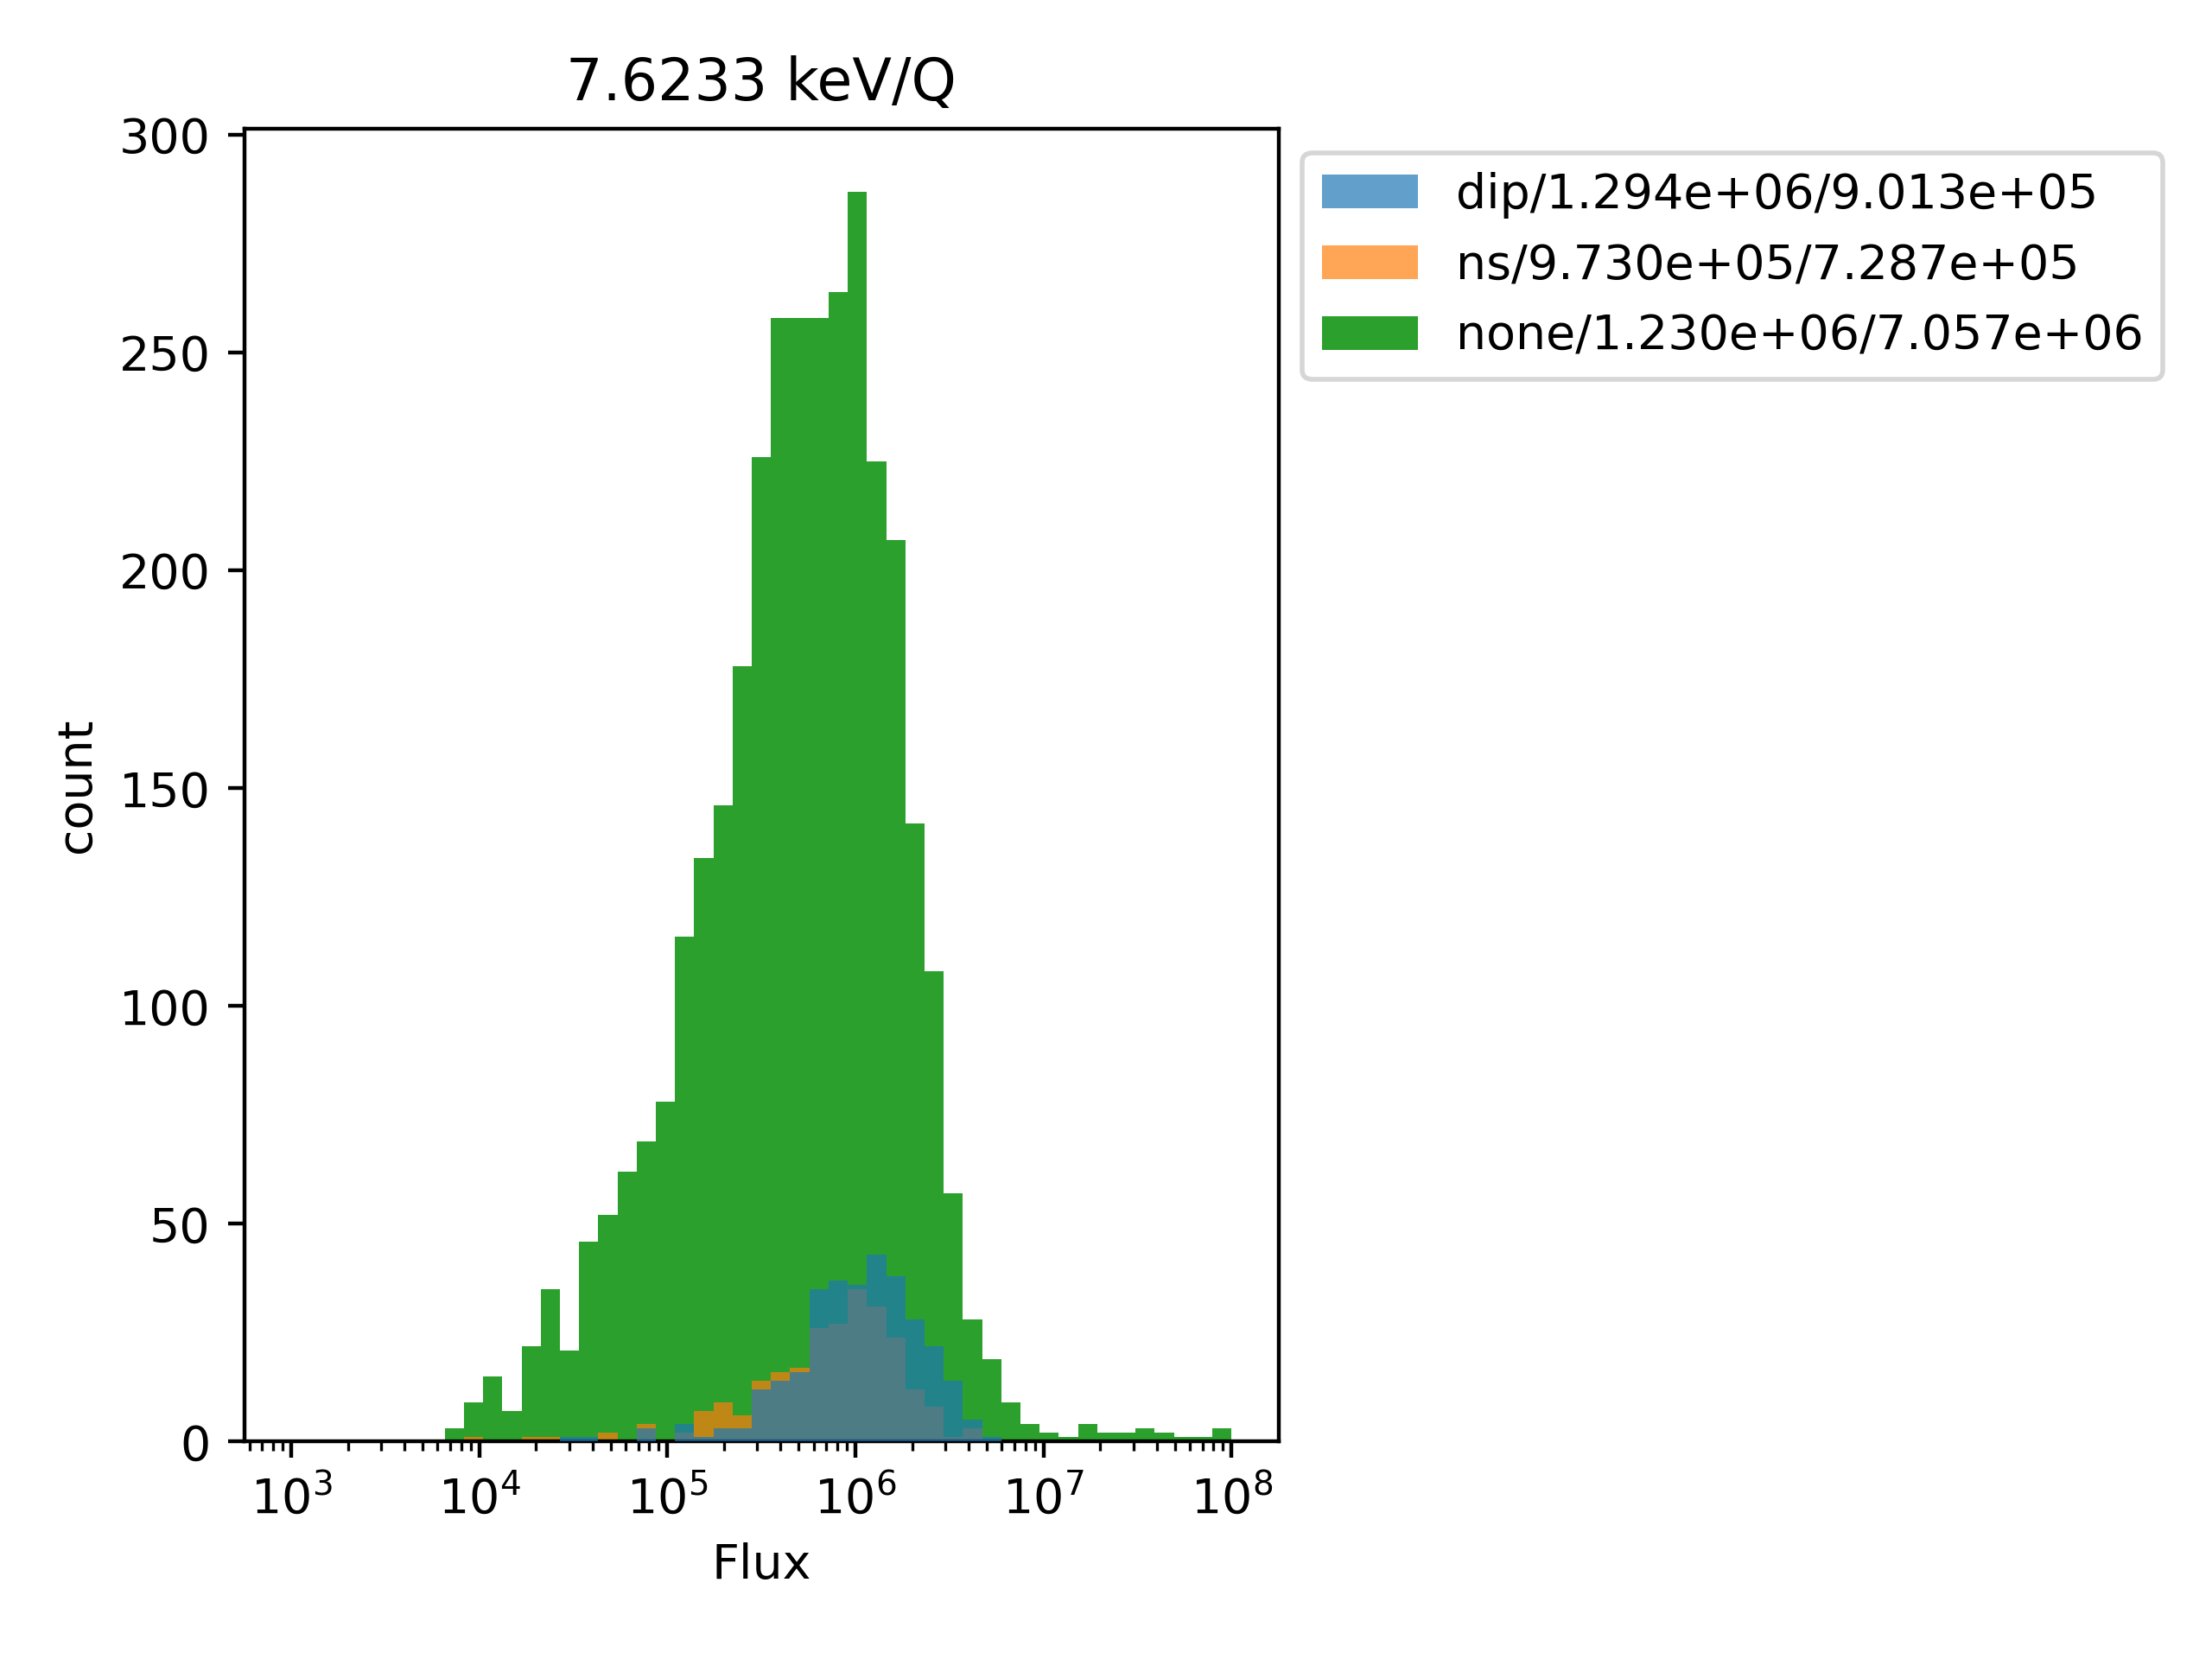 7.6233 keV/Q
300
250
200
150
100
50
0
count
10³
10⁴
10⁵
10⁶
10⁷
10⁸
Flux
dip/1.294e+06/9.013e+05
ns/9.730e+05/7.287e+05
none/1.230e+06/7.057e+06